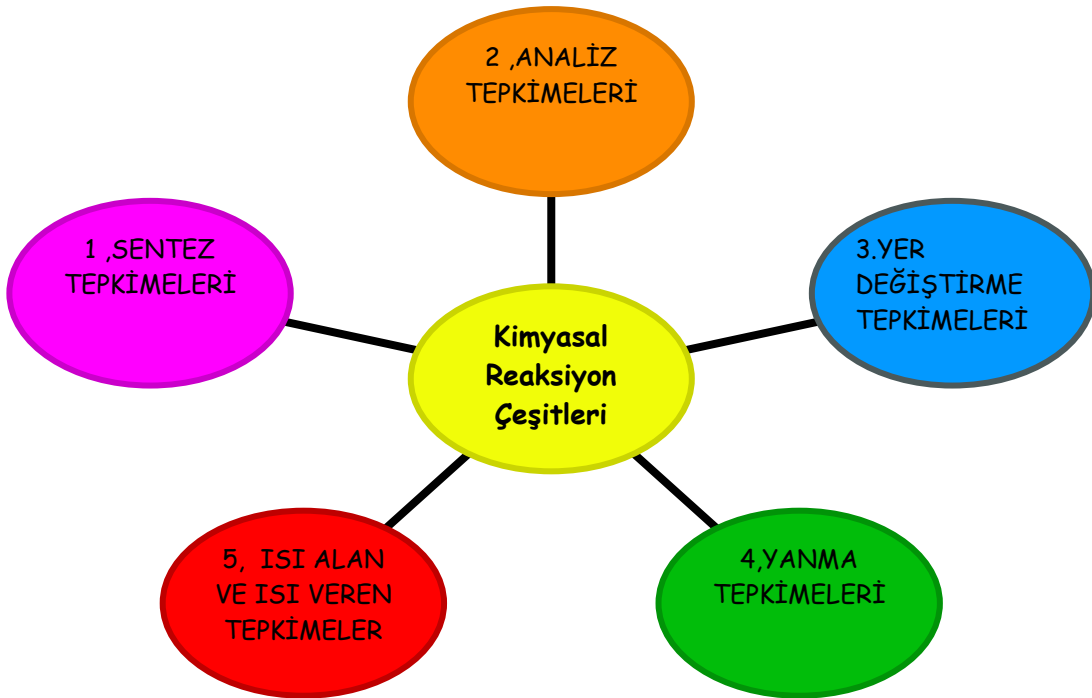 2 ,ANALİZ
TEPKİMELERİ
1 ,SENTEZ
TEPKİMELERİ
3.YER
DEĞİŞTİRME
TEPKİMELERİ
Kimyasal
Reaksiyon
Çeşitleri
5,  ISI ALAN
VE ISI VEREN
TEPKİMELER
4,YANMA
TEPKİMELERİ